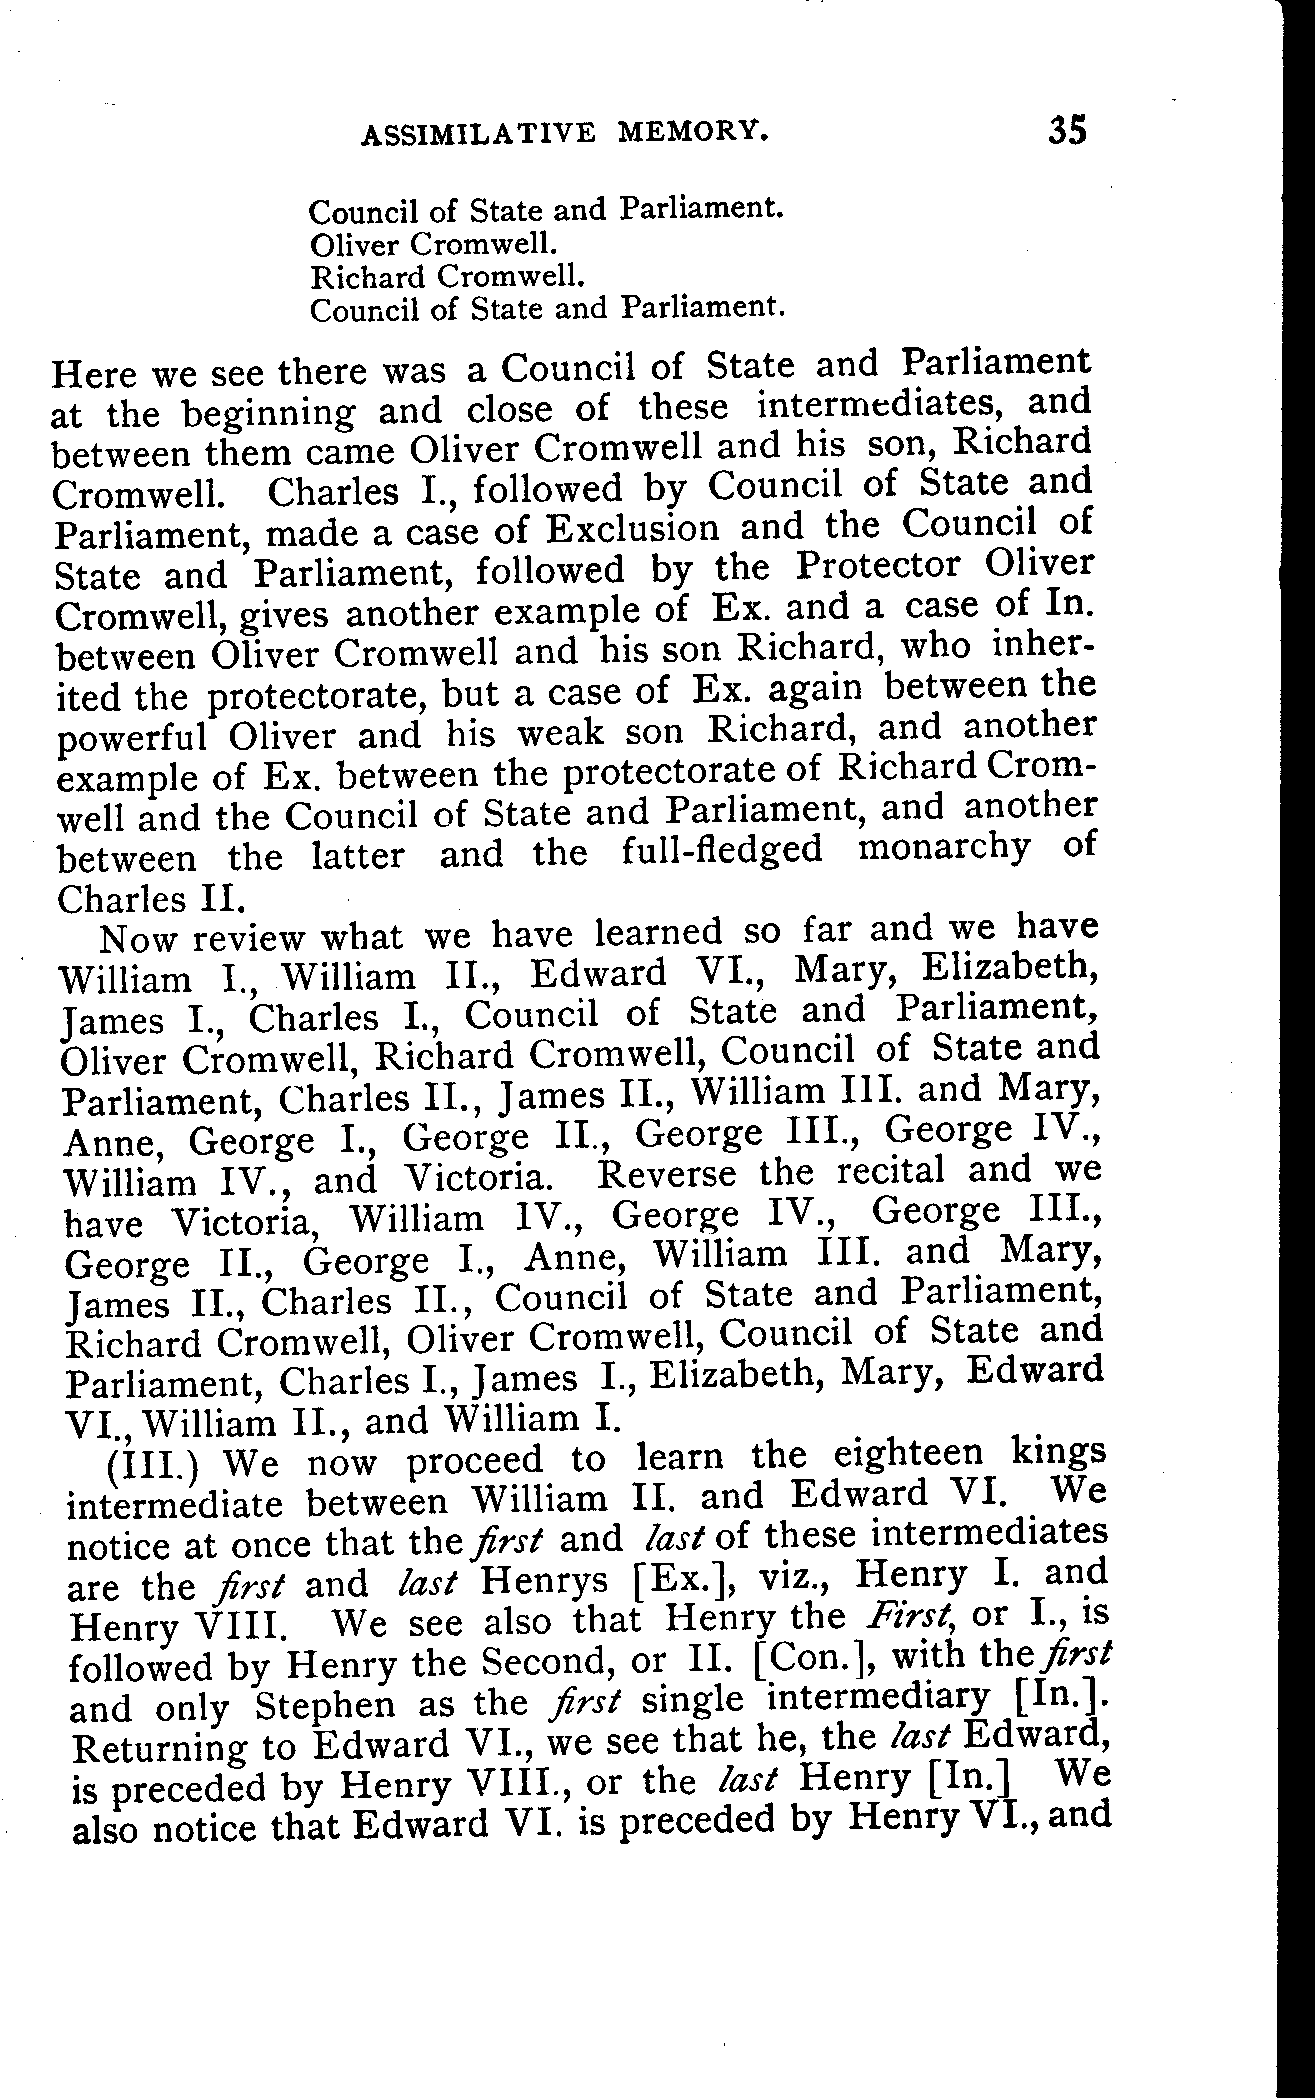 ASSIMILATIVE MEMORY. 35
Council of State and Parliament.
Oliver Cromwell.
Richard Cromwell.
Council of State and Parliament.
Here we see there was a Council of State and Parliament
at the beginning and close of these intermediates, and
between them came Oliver Cromwell and his son, Richard
Cromwell. Charles I., followed by Council of State and
Parliament, made a case of Exclusion and the Council of
State and Parliament, followed by the Protector Oliver
Cromwell, gives another example of Ex. and a case of In.
between Oliver Cromwell and his son Richard, who inher-
ited the protectorate, but a case of Ex. again between the
powerful Oliver and his weak son Richard, and another
example of Ex. between the protectorate of Richard Crom-
well and the Council of State and Parliament, and another
between the latter and the full-fledged monarchy of
Charles II.
Now review what we have learned so far and we have
William I., William II., Edward VI., Mary, Elizabeth,
James I., Charles I., Council of State and Parliament,
Oliver Cromwell, Richard Cromwell, Council of State and
Parliament, Charles II., James II., William III. and Mary,
Anne, George I., George II., George III., George IV.,
William IV., and Victoria. Reverse the recital and we
have Victoria, William IV., George IV., George III.,
George II., George I., Anne, William III. and Mary,
James II., Charles II., Council of State and Parliament,
Richard Cromwell, Oliver Cromwell, Council of State and
Parliament, Charles I., James I., Elizabeth, Mary, Edward
VI., William II., and William I.
(III.) We now proceed to learn the eighteen kings
intermediate between William II. and Edward VI. We
notice at once that the first and last of these intermediates
are the first and last Henrys [Ex.], viz., Henry I. and
Henry VIII. We see also that Henry the First, or I., is
followed by Henry the Second, or II. [Con.], with the first
and only Stephen as the first single intermediary [In.].
Returning to Edward VI., we see that he, the last Edward,
is preceded by Henry VIII., or the last Henry [In.] We
also notice that Edward VI. is preceded by Henry VI., and